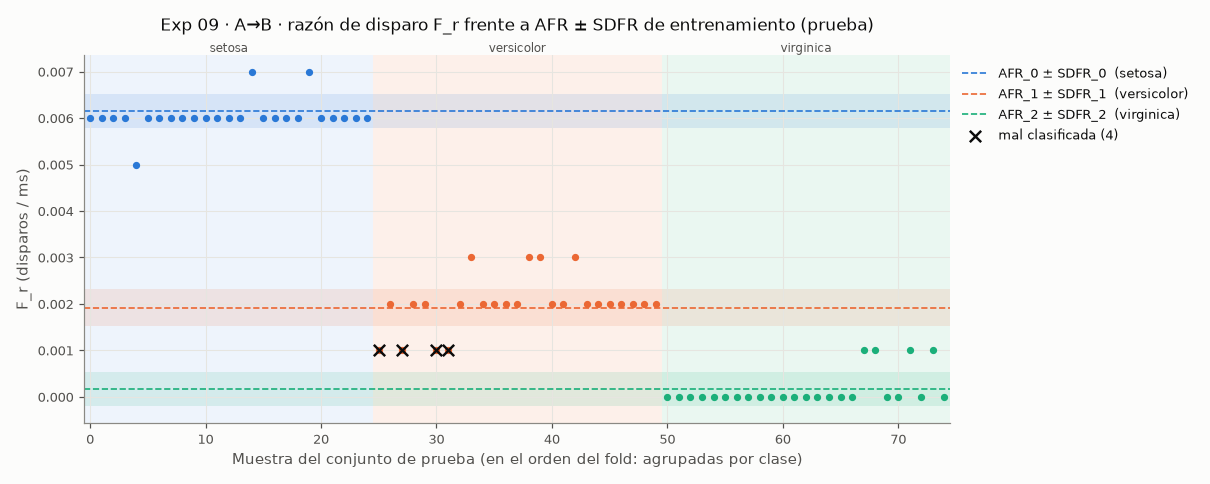 Exp 09 · A→B · razón de disparo F_r frente a AFR ± SDFR de entrenamiento (prueba)
setosa
versicolor
virginica
AFR_0 ± SDFR_0 (setosa)
AFR_1 ± SDFR_1 (versicolor)
AFR_2 ± SDFR_2 (virginica)
mal clasificada (4)
F_r (disparos / ms)
0.007
0.006
0.005
0.004
0.003
0.002
0.001
0.000
0
10
20
30
40
50
60
70
Muestra del conjunto de prueba (en el orden del fold: agrupadas por clase)